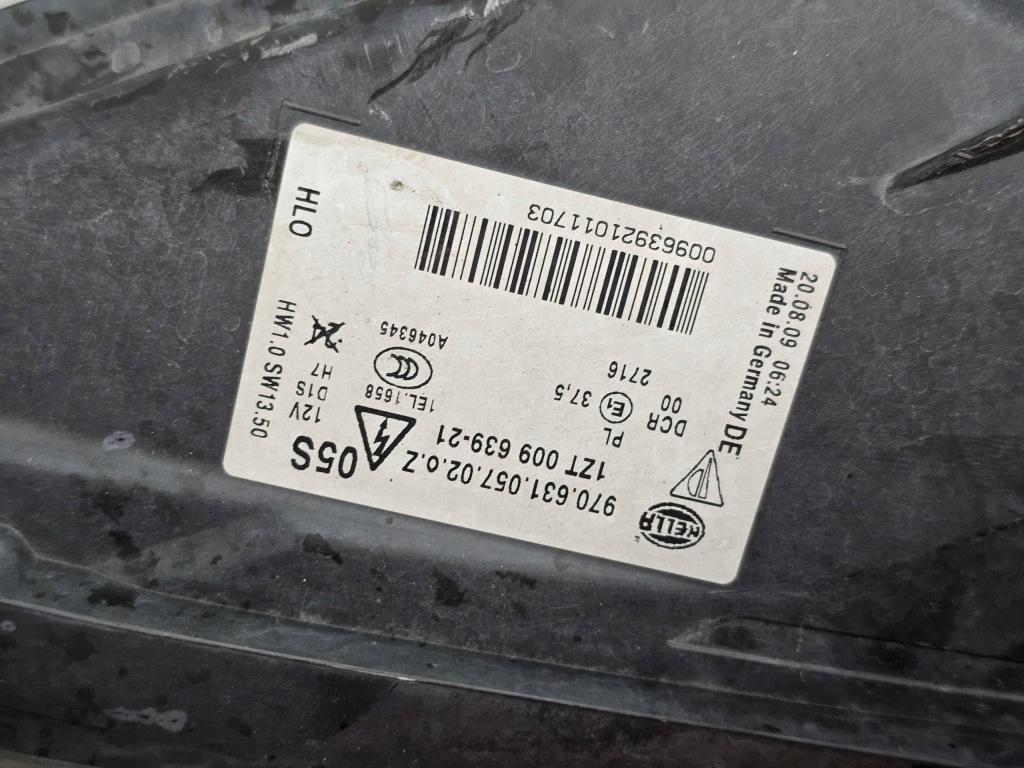 HELLA
970.631.057.02.o.Z
1ZT 009 639-21
05S
PL
E1 37,5
DCR
00
2716
1EL.1658
CCC
A046345
12V
D1S
H7
24
HW1.0 SW13.50
DE
Made in Germany
20.08.09 06:24
00963921011703
HLO